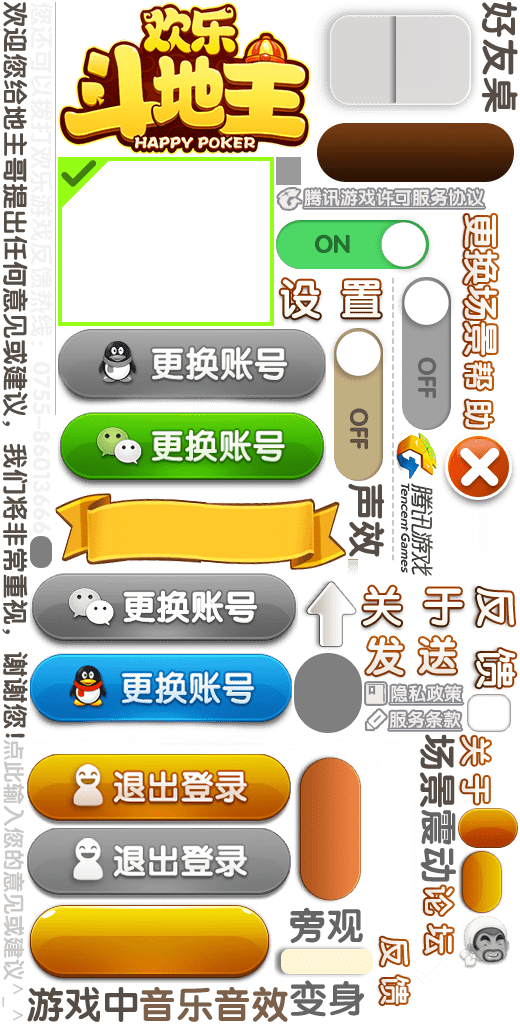 欢乐
斗地主
HAPPY POKER
好友桌
腾讯游戏许可服务协议
ON
更换场景
设置
OFF
帮助
更换账号
OFF
更换账号
腾讯游戏
Tencent Games
声效
更换账号
关于
反馈
发送
更换账号
隐私政策
服务条款
关于
场景震动
退出登录
论坛
退出登录
旁观
反馈
变身
游戏中音乐音效
欢迎您给地主哥提出任何意见或建议，我们将非常重视，谢谢您!
点此输入您的意见或建议^_^